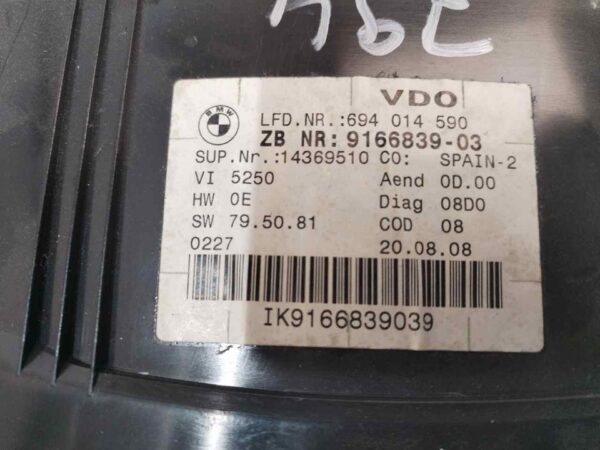 VDO
BMW
LFD.NR.:694 014 590
ZB NR: 9166839-03
SUP.Nr.:14369510 CO: SPAIN-2
VI 5250 Aend 0D.00
HW 0E Diag 08D0
SW 79.50.81 COD 08
0227 20.08.08
IK9166839039